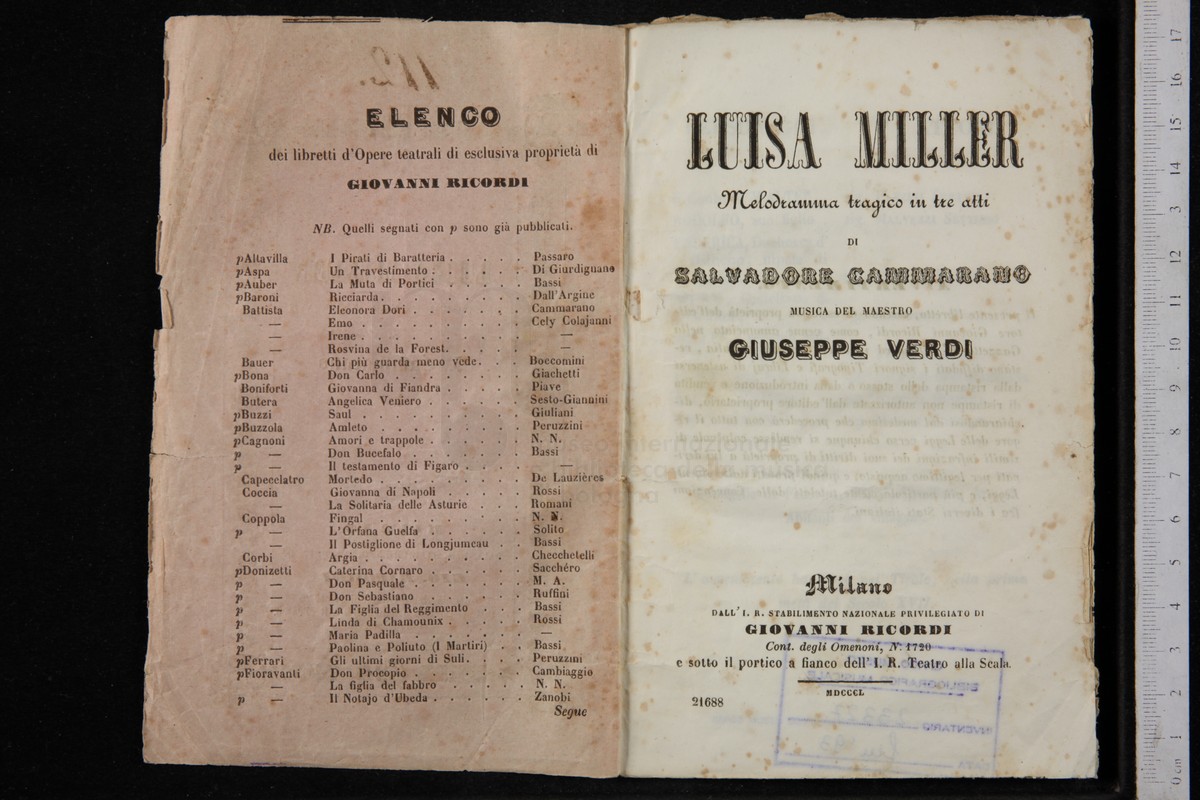 ELENCO
dei libretti d'Opere teatrali di esclusiva proprietà di
GIOVANNI RICORDI
NB. Quelli segnati con p sono già pubblicati.
pAltavilla I Pirati di Baratteria . . . . . Passaro
pAspa Un Travestimento . . . . . . Di Giurdignano
pAuber La Muta di Portici . . . . . Bassi
pBaroni Ricciarda . . . . . . . . . Dall'Argine
Battista Eleonora Dori . . . . . . . Cammarano
— Emo . . . . . . . . . . Cely Colajanni
— Irene . . . . . . . . . . —
— Rosvina de la Forest. . . . . —
Bauer Chi più guarda meno vede. . . Boccomini
pBona Don Carlo . . . . . . . . Giachetti
Boniforti Giovanna di Fiandra . . . . . Piave
Butera Angelica Veniero . . . . . . Sesto-Giannini
pBuzzi Saul . . . . . . . . . . Giuliani
pBuzzola Amleto . . . . . . . . . Peruzzini
pCagnoni Amori e trappole . . . . . . N. N.
p — Don Bucefalo . . . . . . . Bassi
p — Il testamento di Figaro . . . . —
Capecelatro Mortedo . . . . . . . . . De Lauzières
Coccia Giovanna di Napoli . . . . . Rossi
— La Solitaria delle Asturie . . . Romani
Coppola Fingal . . . . . . . . . N. N.
p — L'Orfana Guelfa . . . . . . Solito
— Il Postiglione di Longjumeau . . Bassi
Corbi Argia . . . . . . . . . . Checchetelli
pDonizetti Caterina Cornaro . . . . . . Sacchéro
p — Don Pasquale . . . . . . . M. A.
p — Don Sebastiano . . . . . . Ruffini
p — La Figlia del Reggimento . . . Bassi
p — Linda di Chamounix . . . . . Rossi
p — Maria Padilla . . . . . . . —
p — Paolina e Poliuto (I Martiri) . . Bassi
pFerrari Gli ultimi giorni di Suli. . . . Peruzzini
pFioravanti Don Procopio . . . . . . . Cambiaggio
— La figlia del fabbro . . . . . N. N.
p — Il Notajo d'Ubeda . . . . . . Zanobi
Segue
LUISA MILLER
Melodramma tragico in tre atti
DI
SALVADORE CAMMARANO
MUSICA DEL MAESTRO
GIUSEPPE VERDI
Milano
DALL' I. R. STABILIMENTO NAZIONALE PRIVILEGIATO DI
GIOVANNI RICORDI
Cont. degli Omenoni, N. 1720
e sotto il portico a fianco dell' I. R. Teatro alla Scala.
MDCCCL
21688